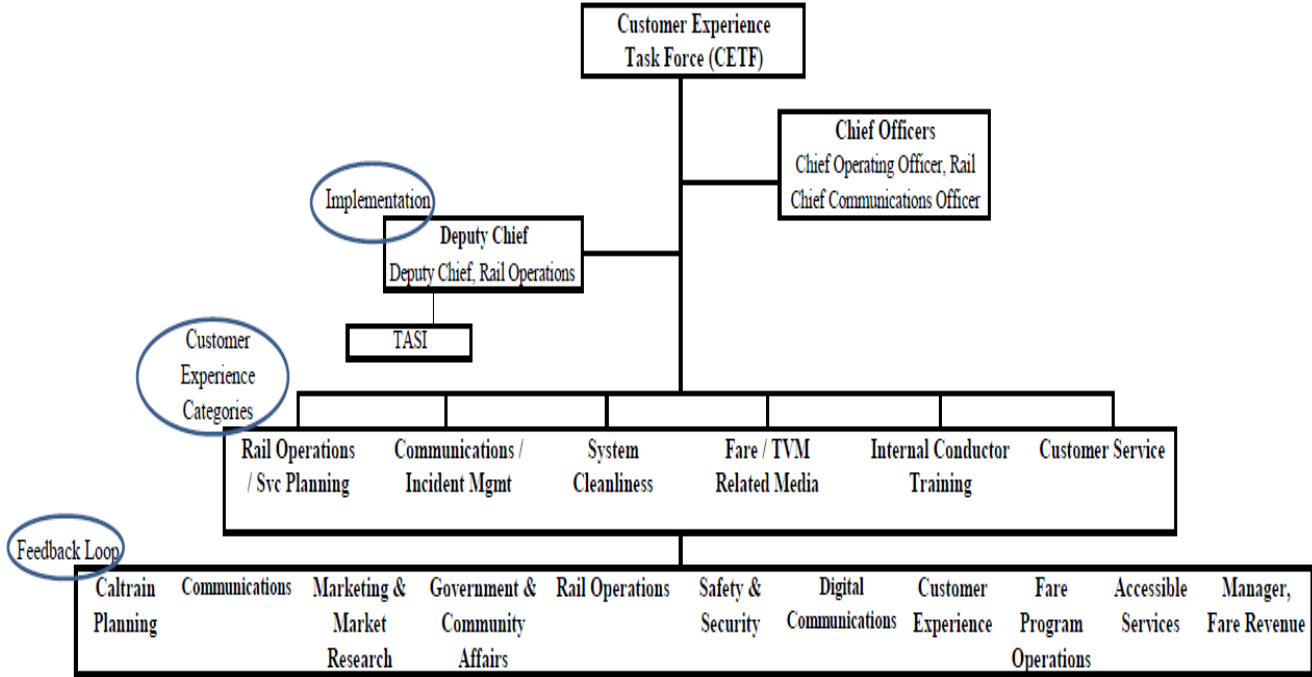 Customer Experience
Task Force (CETF)
Chief Officers
Chief Operating Officer, Rail
Chief Communications Officer
Implementation
Deputy Chief
Deputy Chief, Rail Operations
TASI
Customer
Experience
Categories
Rail Operations
/ Svc Planning
Communications /
Incident Mgmt
System
Cleanliness
Fare / TVM
Related Media
Internal Conductor
Training
Customer Service
Feedback Loop
Caltrain
Planning
Communications
Marketing &
Market
Research
Government &
Community
Affairs
Rail Operations
Safety &
Security
Digital
Communications
Customer
Experience
Fare
Program
Operations
Accessible
Services
Manager,
Fare Revenue